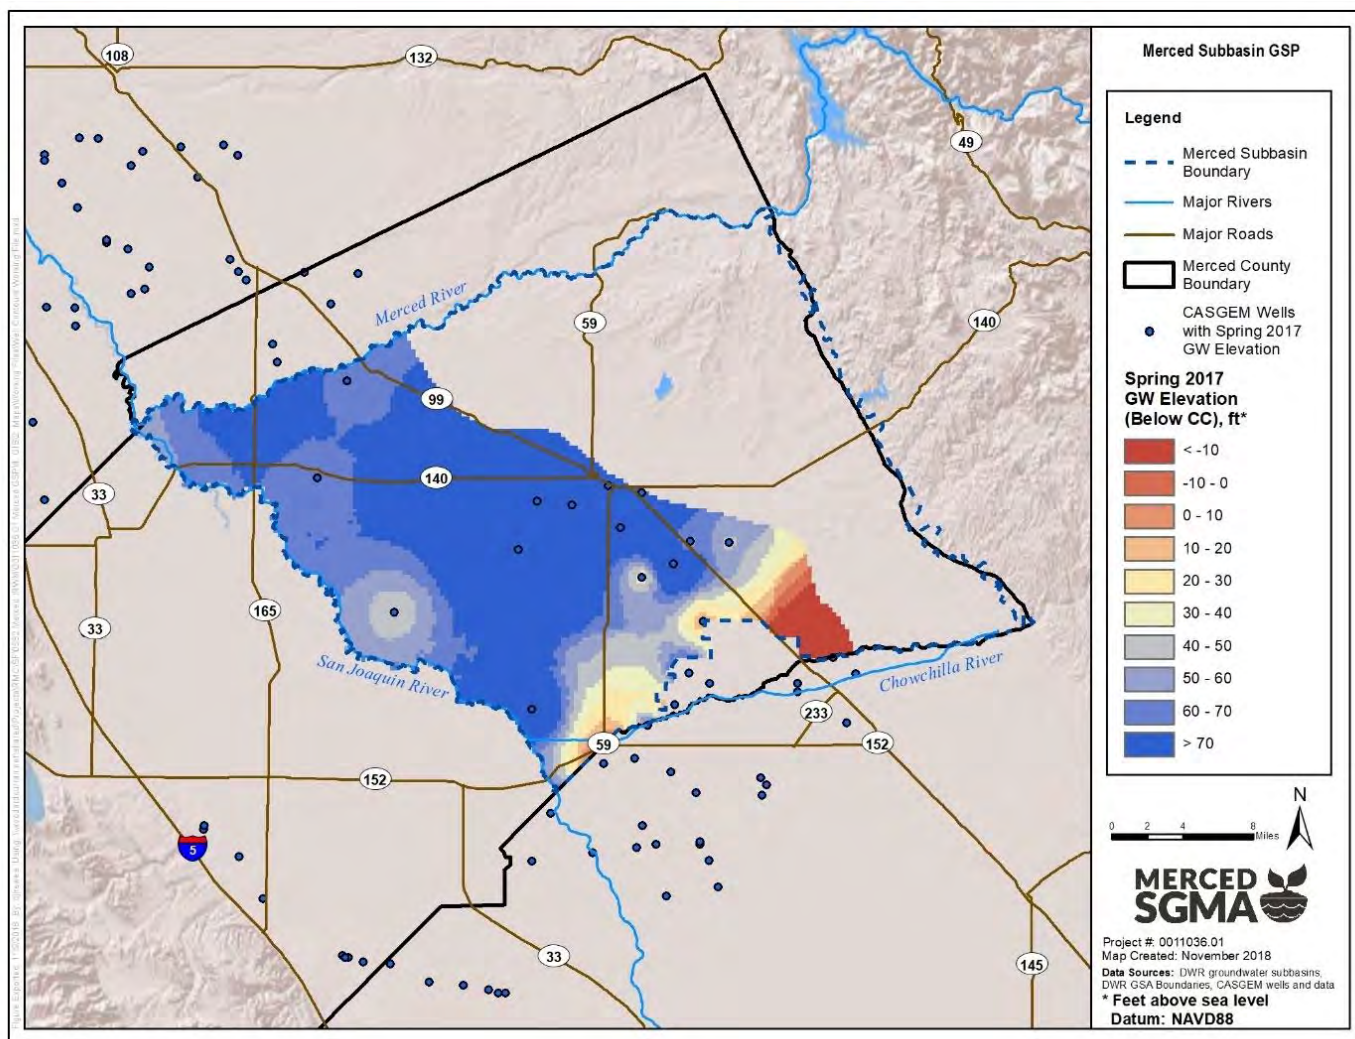 Merced Subbasin GSP
Legend
Merced Subbasin
Boundary
Major Rivers
Major Roads
Merced County
Boundary
CASGEM Wells
with Spring 2017
GW Elevation
Spring 2017
GW Elevation
(Below CC), ft*
< -10
-10 - 0
0 - 10
10 - 20
20 - 30
30 - 40
40 - 50
50 - 60
60 - 70
> 70
N
0 2 4 8
Miles
MERCED
SGMA
Project #: 0011036.01
Map Created: November 2018
Data Sources: DWR groundwater subbasins,
DWR GSA Boundaries, CASGEM wells and data
* Feet above sea level
Datum: NAVD88
108
132
49
Merced River
59
140
99
140
33
165
33
San Joaquin River
Chowchilla River
233
59
152
152
5
33
145